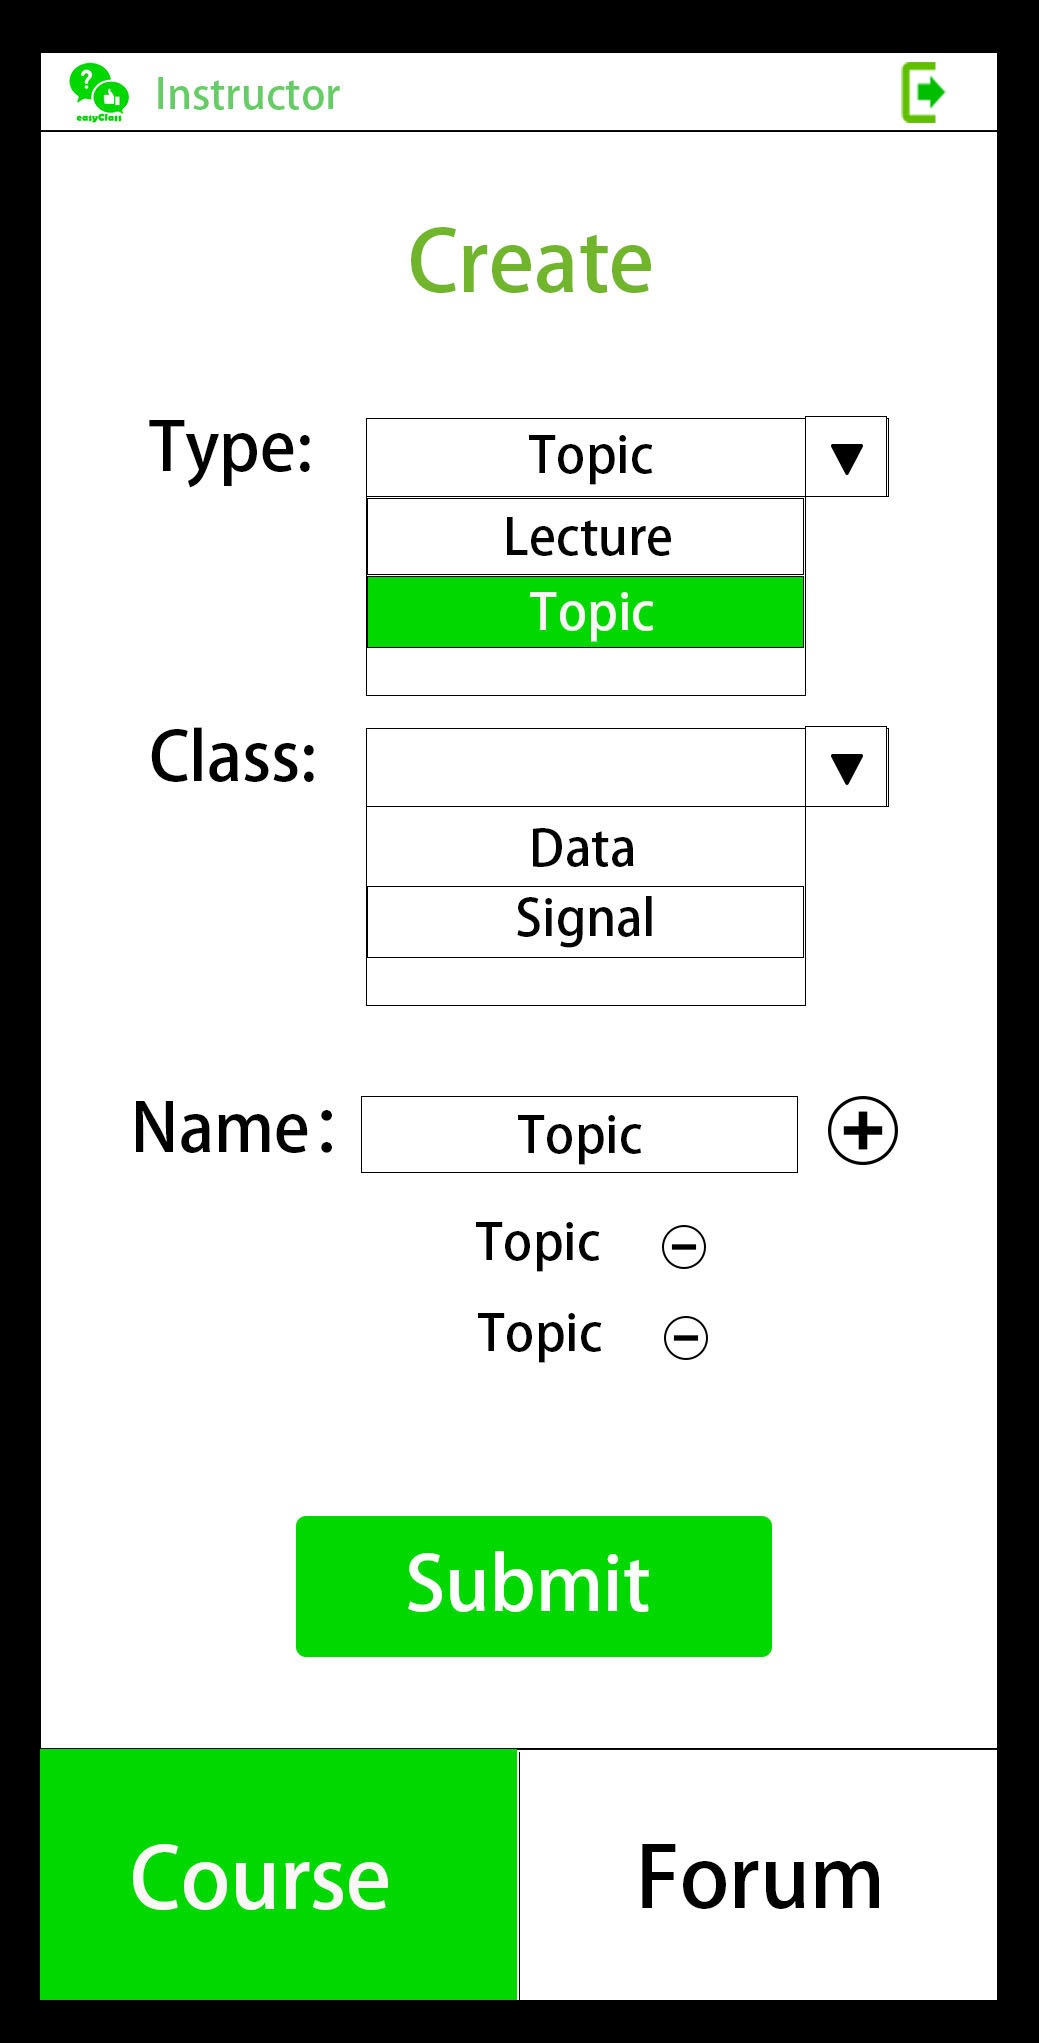 ?
easyClass
Instructor
Create
Type:
Topic
Lecture
Topic
Class:
Data
Signal
Name:
Topic
Topic
Topic
Submit
Course
Forum